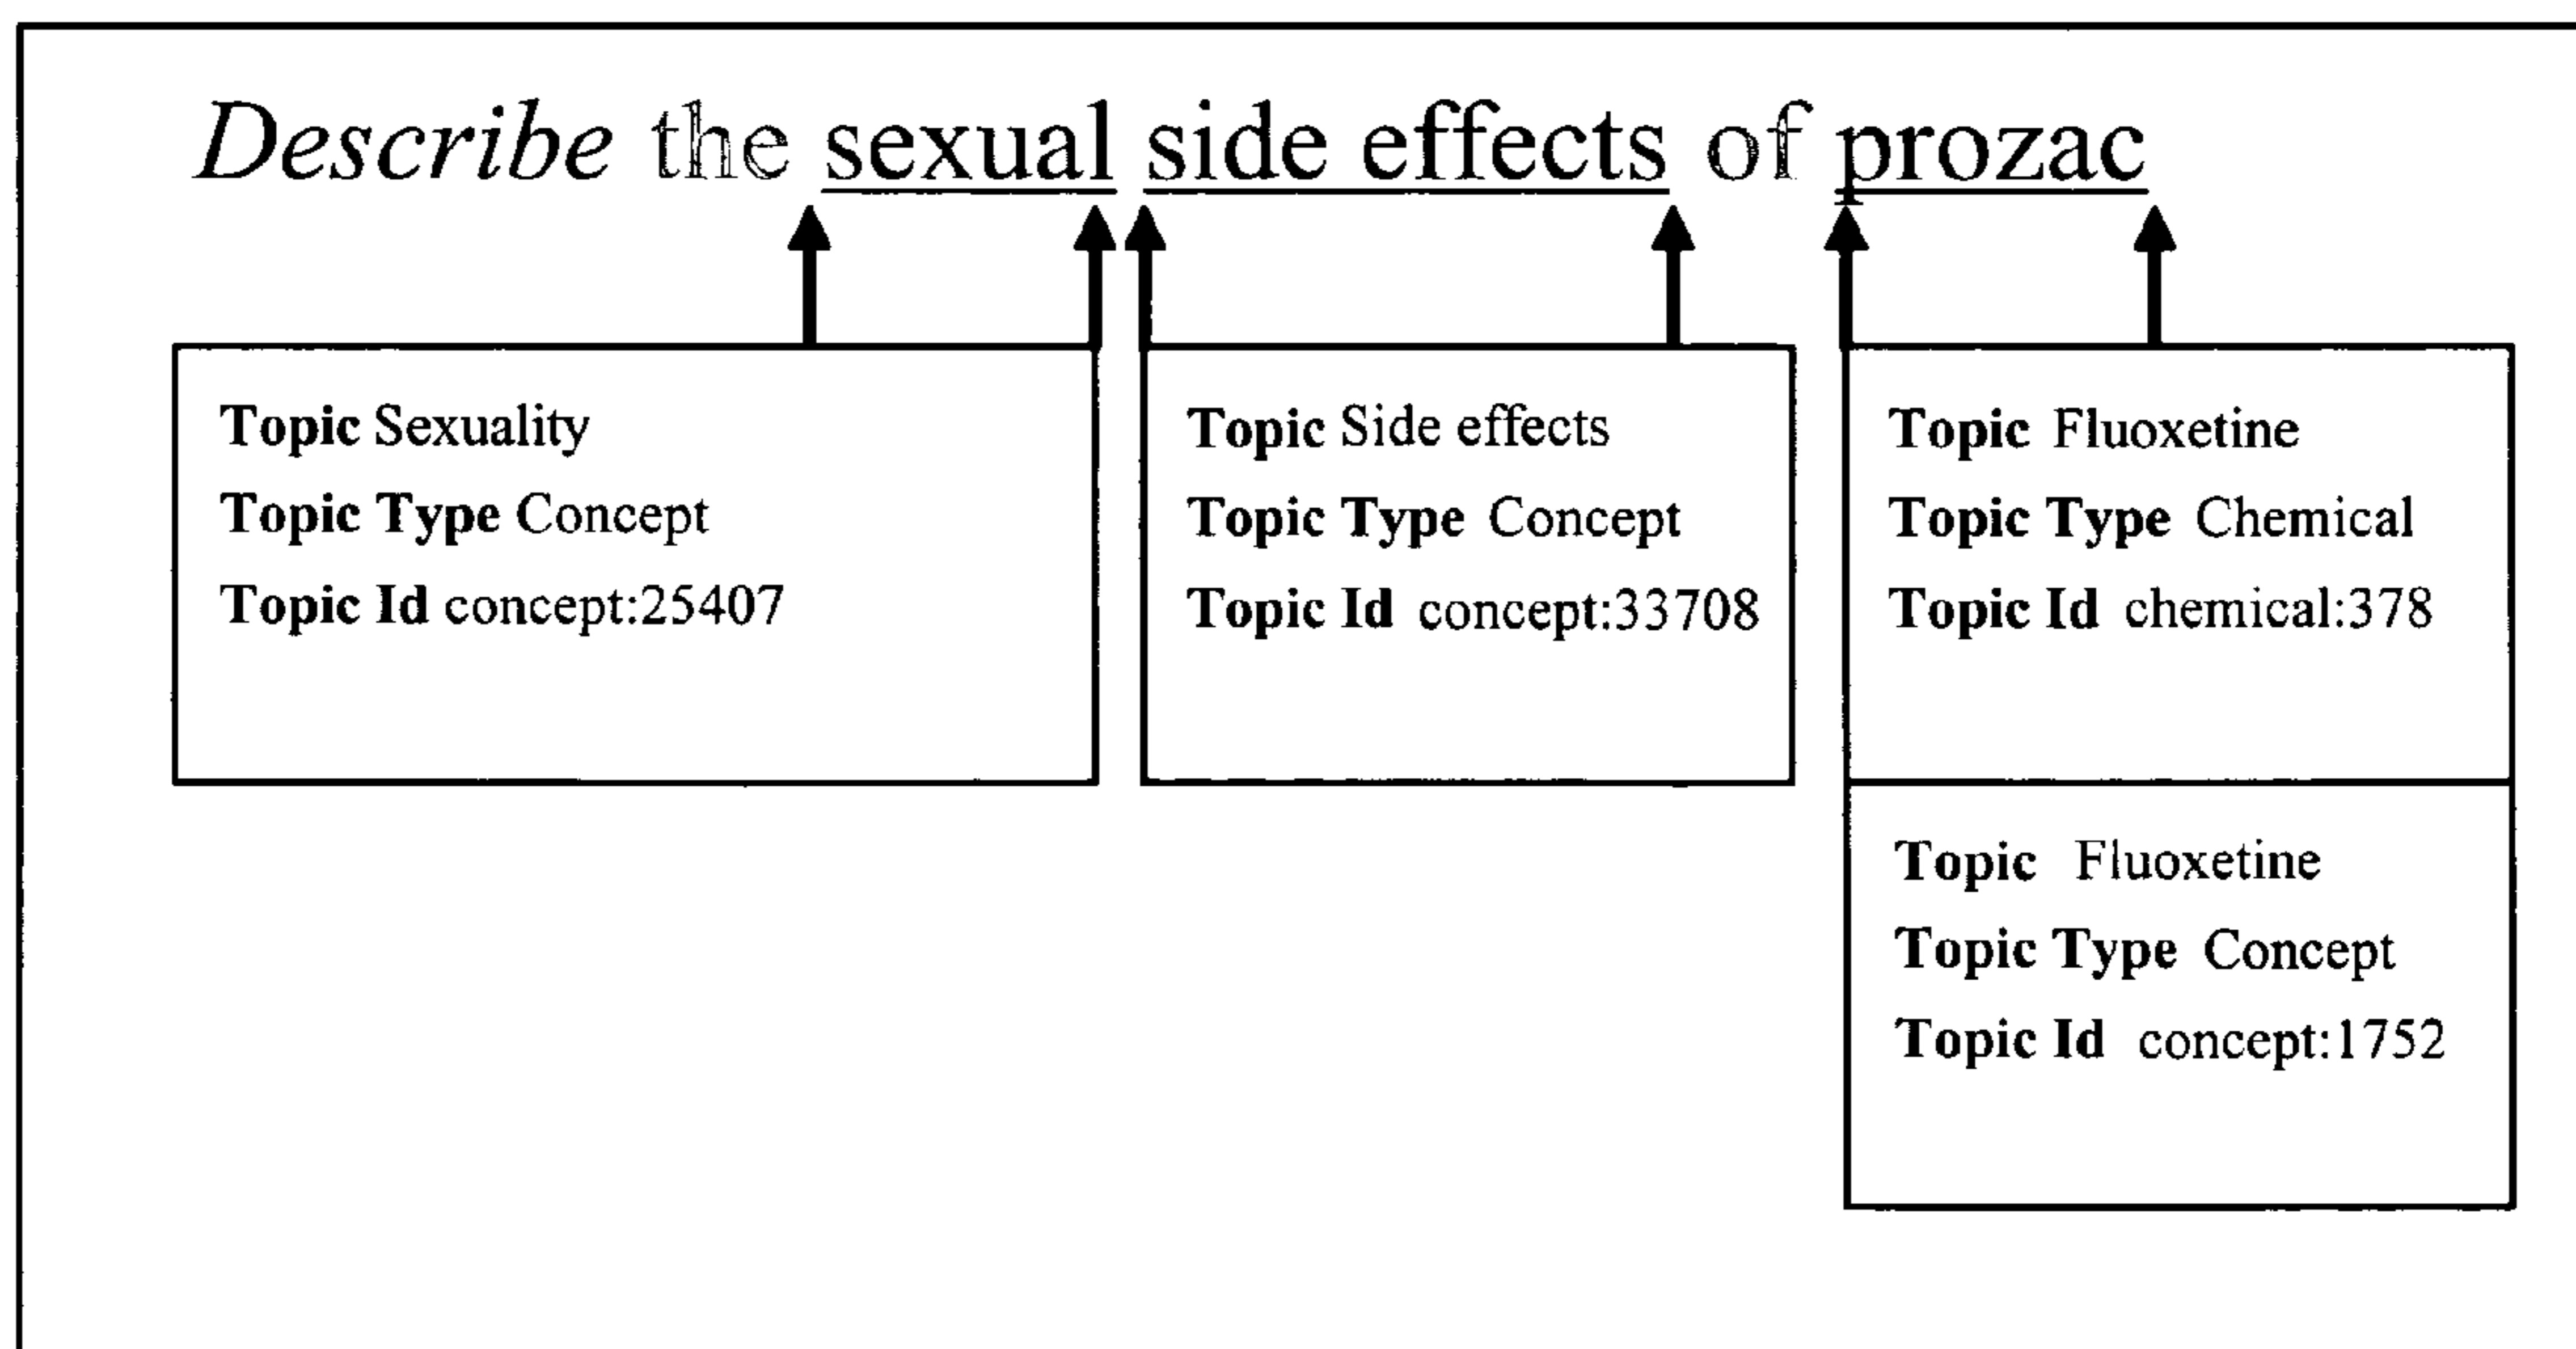 Describe the sexual side effects of prozac
Topic Sexuality
Topic Type Concept
Topic Id concept:25407
Topic Side effects
Topic Type Concept
Topic Id concept:33708
Topic Fluoxetine
Topic Type Chemical
Topic Id chemical:378
Topic Fluoxetine
Topic Type Concept
Topic Id concept:1752